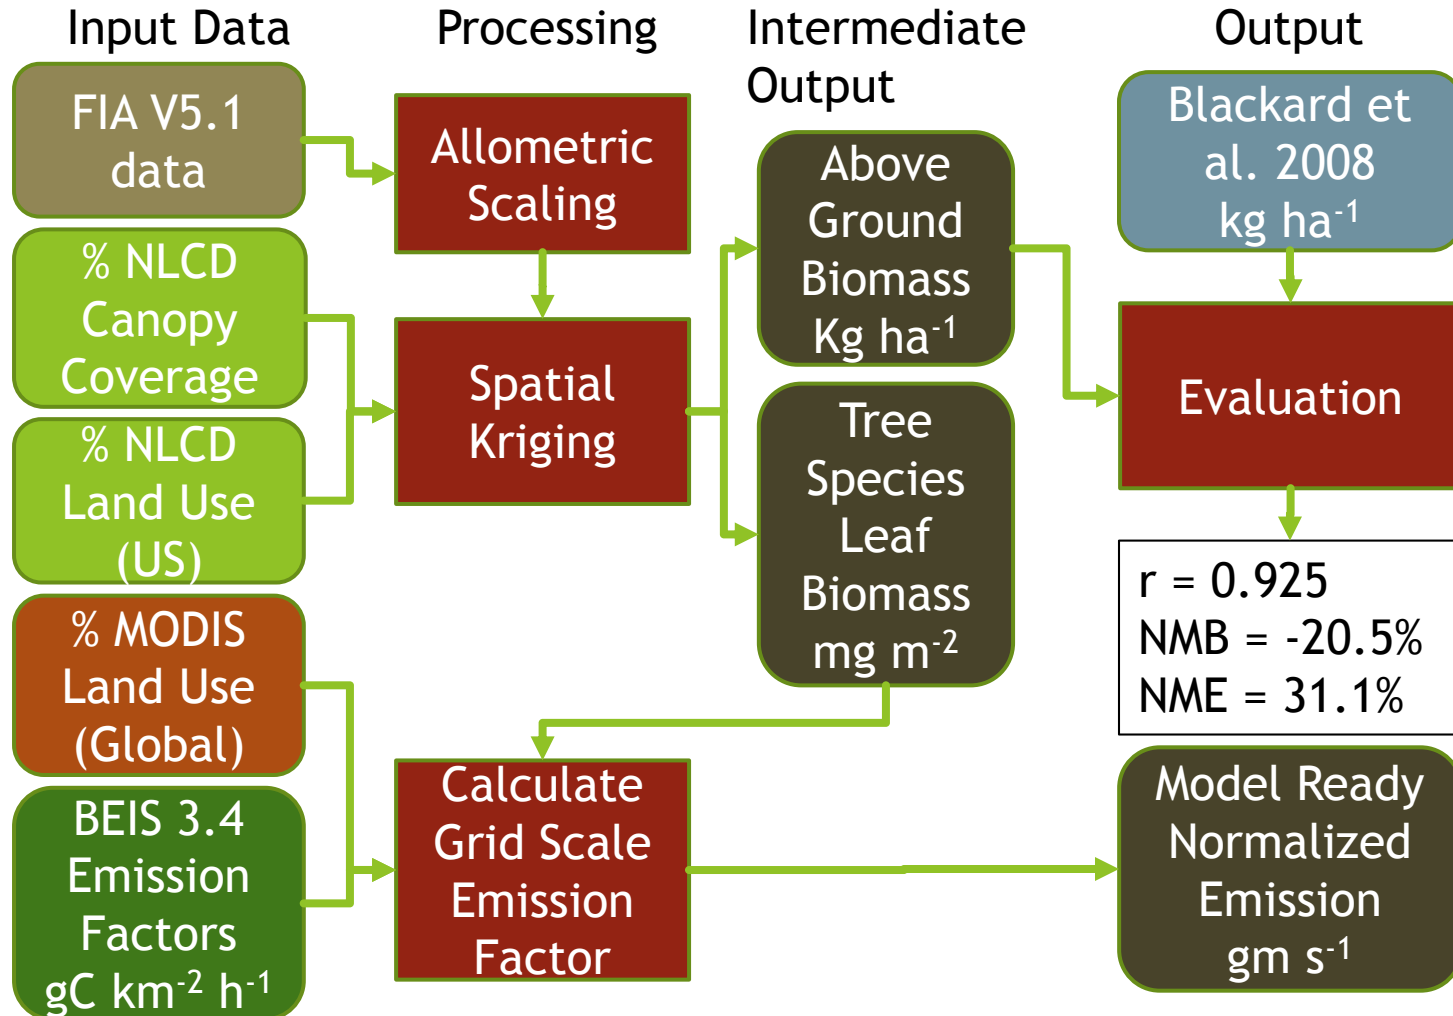 Input Data
Processing
Intermediate
Output
Output
FIA V5.1
data
% NLCD
Canopy
Coverage
% NLCD
Land Use
(US)
% MODIS
Land Use
(Global)
BEIS 3.4
Emission
Factors
gC km⁻² h⁻¹
Allometric
Scaling
Spatial
Kriging
Calculate
Grid Scale
Emission
Factor
Above
Ground
Biomass
Kg ha⁻¹
Tree
Species
Leaf
Biomass
mg m⁻²
Blackard et
al. 2008
kg ha⁻¹
Evaluation
r = 0.925
NMB = -20.5%
NME = 31.1%
Model Ready
Normalized
Emission
gm s⁻¹